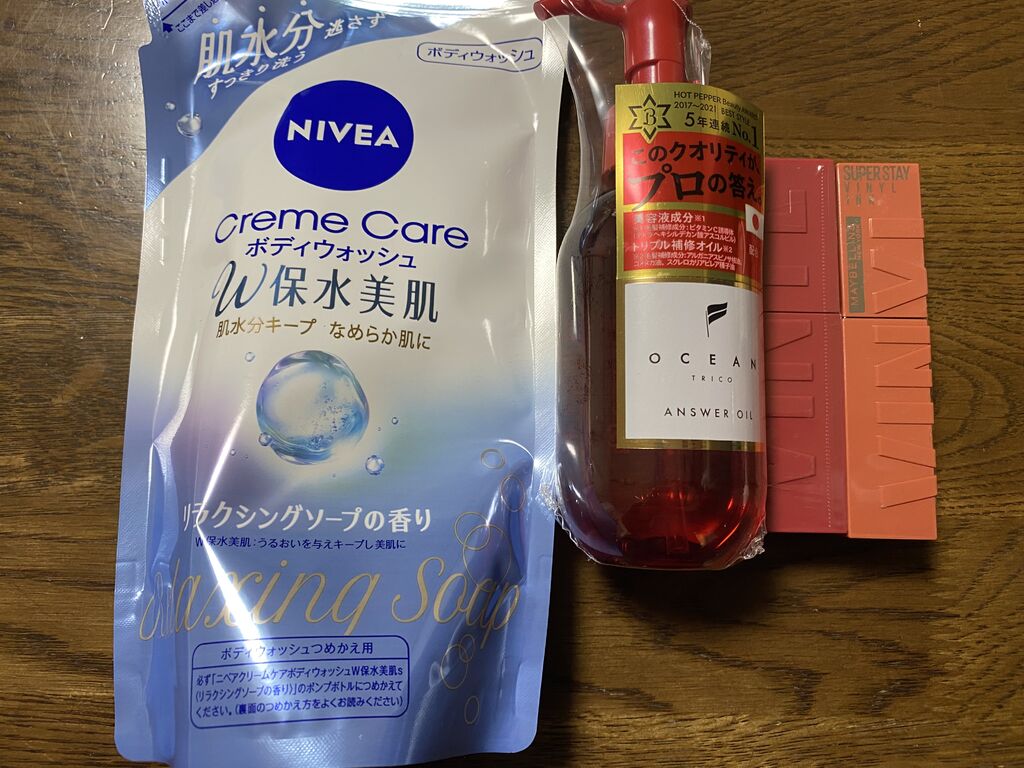 肌水分 逃さず
すっきり洗う
ボディウォッシュ
NIVEA
Creme Care
ボディウォッシュ
W保水美肌
肌水分キープ なめらか肌に
リラクシングソープの香り
W保水美肌:うるおいを与えキープし美肌に
Relaxing Soap
ボディウォッシュつめかえ用
必ず「ニベアクリームケアボディウォッシュW保水美肌s
(リラクシングソープの香り)」のポンプボトルにつめかえて
ください。(裏面のつめかえ方をよくお読みください)
HOT PEPPER Beauty
2017〜2021 BEST STYLE
5年連続 No.1
B
このクオリティが
プロの答え
美容液成分※1
トリプル補修オイル※2
配合
OCEAN
TRICO
ANSWER OIL
SUPER STAY
VINYL
INK
MAYBELLINE
VINYL
VINYL